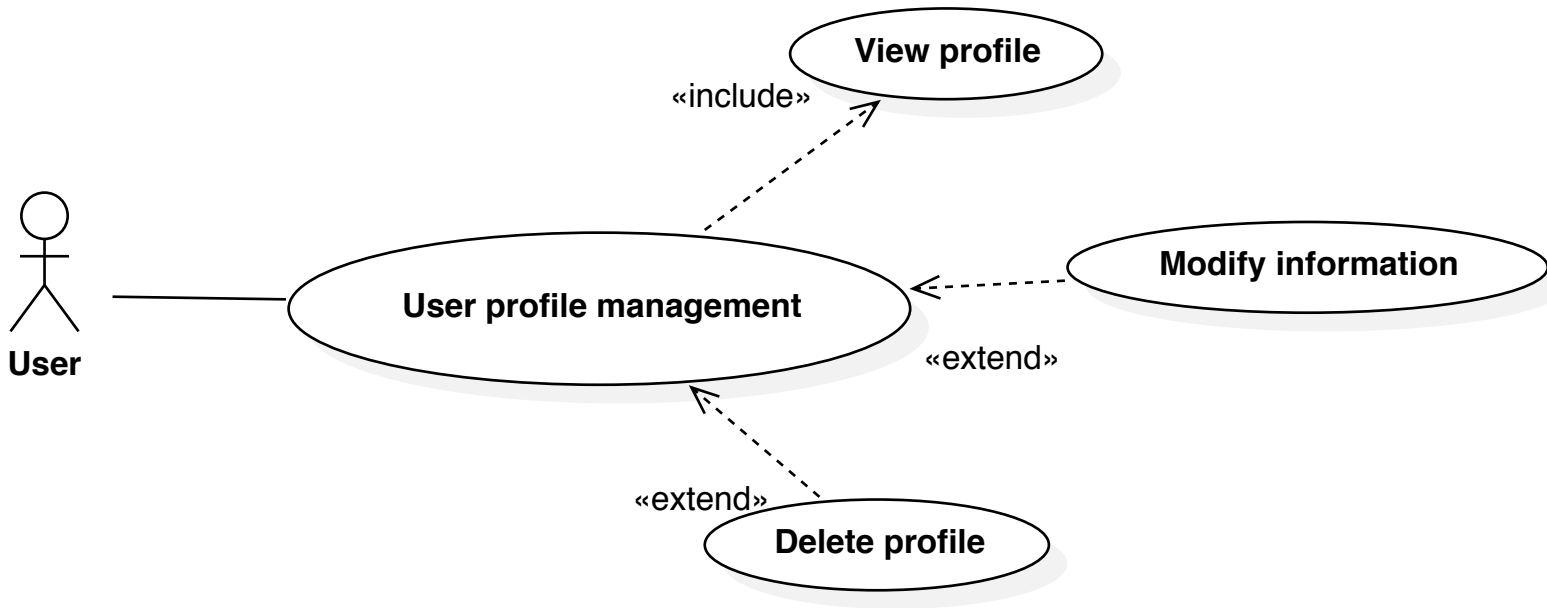 View profile
«include»
Modify information
User profile management
User
«extend»
«extend»
Delete profile